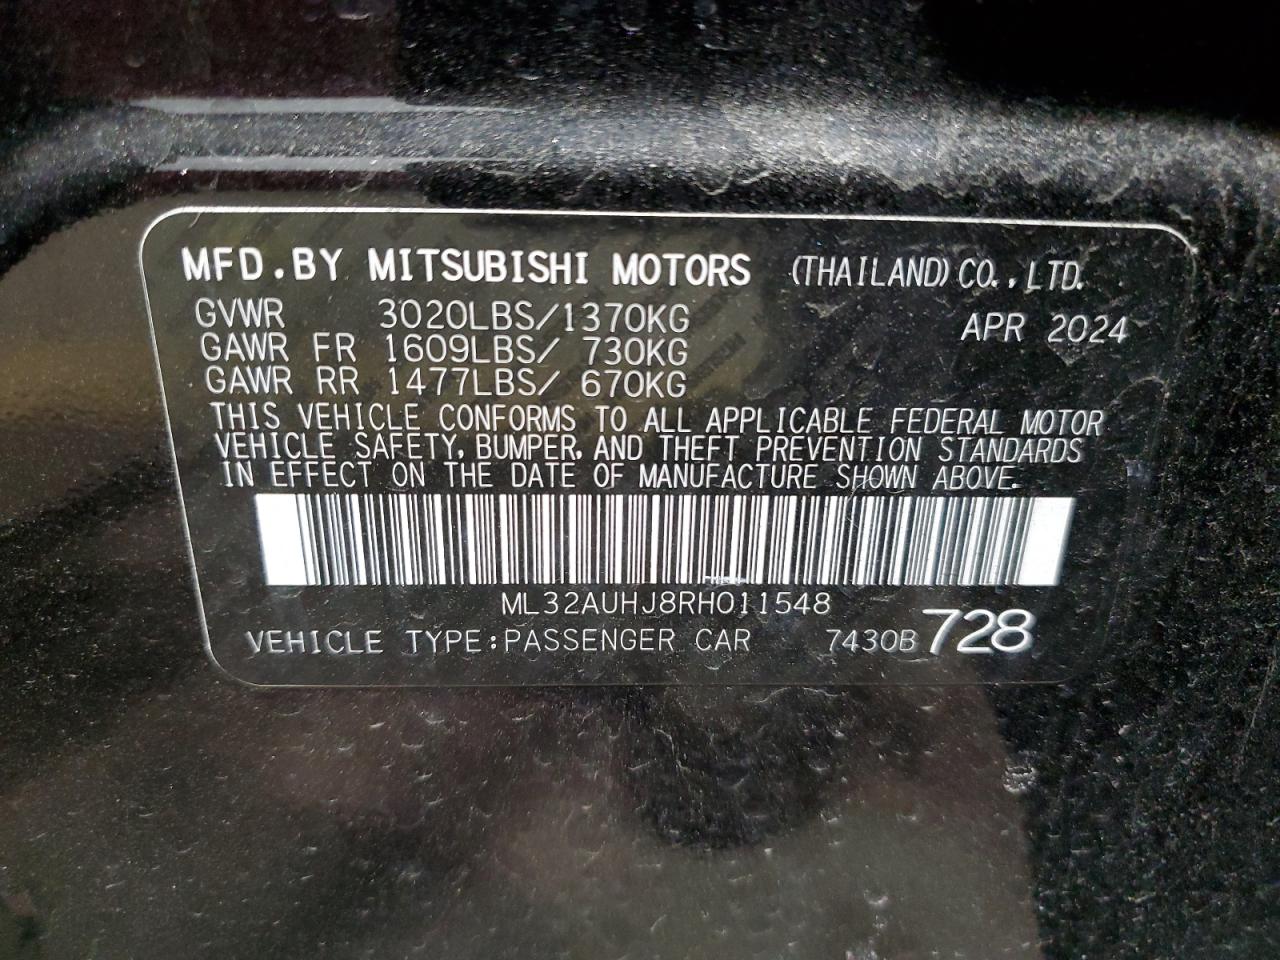 MFD.BY MITSUBISHI MOTORS (THAILAND) CO.,LTD.
GVWR 3020LBS/1370KG APR 2024
GAWR FR 1609LBS/ 730KG
GAWR RR 1477LBS/ 670KG
THIS VEHICLE CONFORMS TO ALL APPLICABLE FEDERAL MOTOR
VEHICLE SAFETY, BUMPER, AND THEFT PREVENTION STANDARDS
IN EFFECT ON THE DATE OF MANUFACTURE SHOWN ABOVE.
ML32AUHJ8RH011548
VEHICLE TYPE:PASSENGER CAR 7430B728